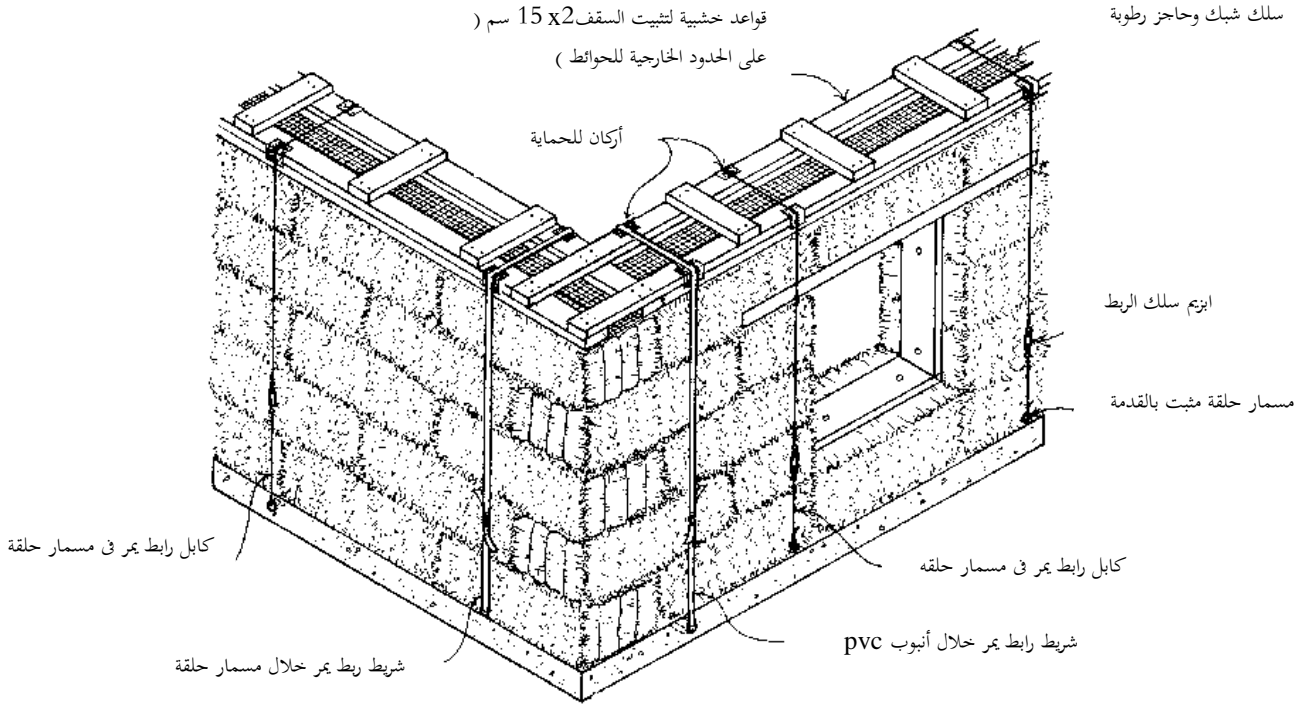 سلك شبك وحاجز رطوبة
قواعد خشبية لتثبيت السقف2x 15 سم (
على الحدود الخارجية للحوائط )
أركان للحماية
ابزيم سلك الربط
مسمار حلقة مثبت بالقدمة
كابل رابط يمر فى مسمار حلقة
كابل رابط يمر فى مسمار حلقه
شريط رابط يمر خلال أنبوب pvc
شريط ربط يمر خلال مسمار حلقة